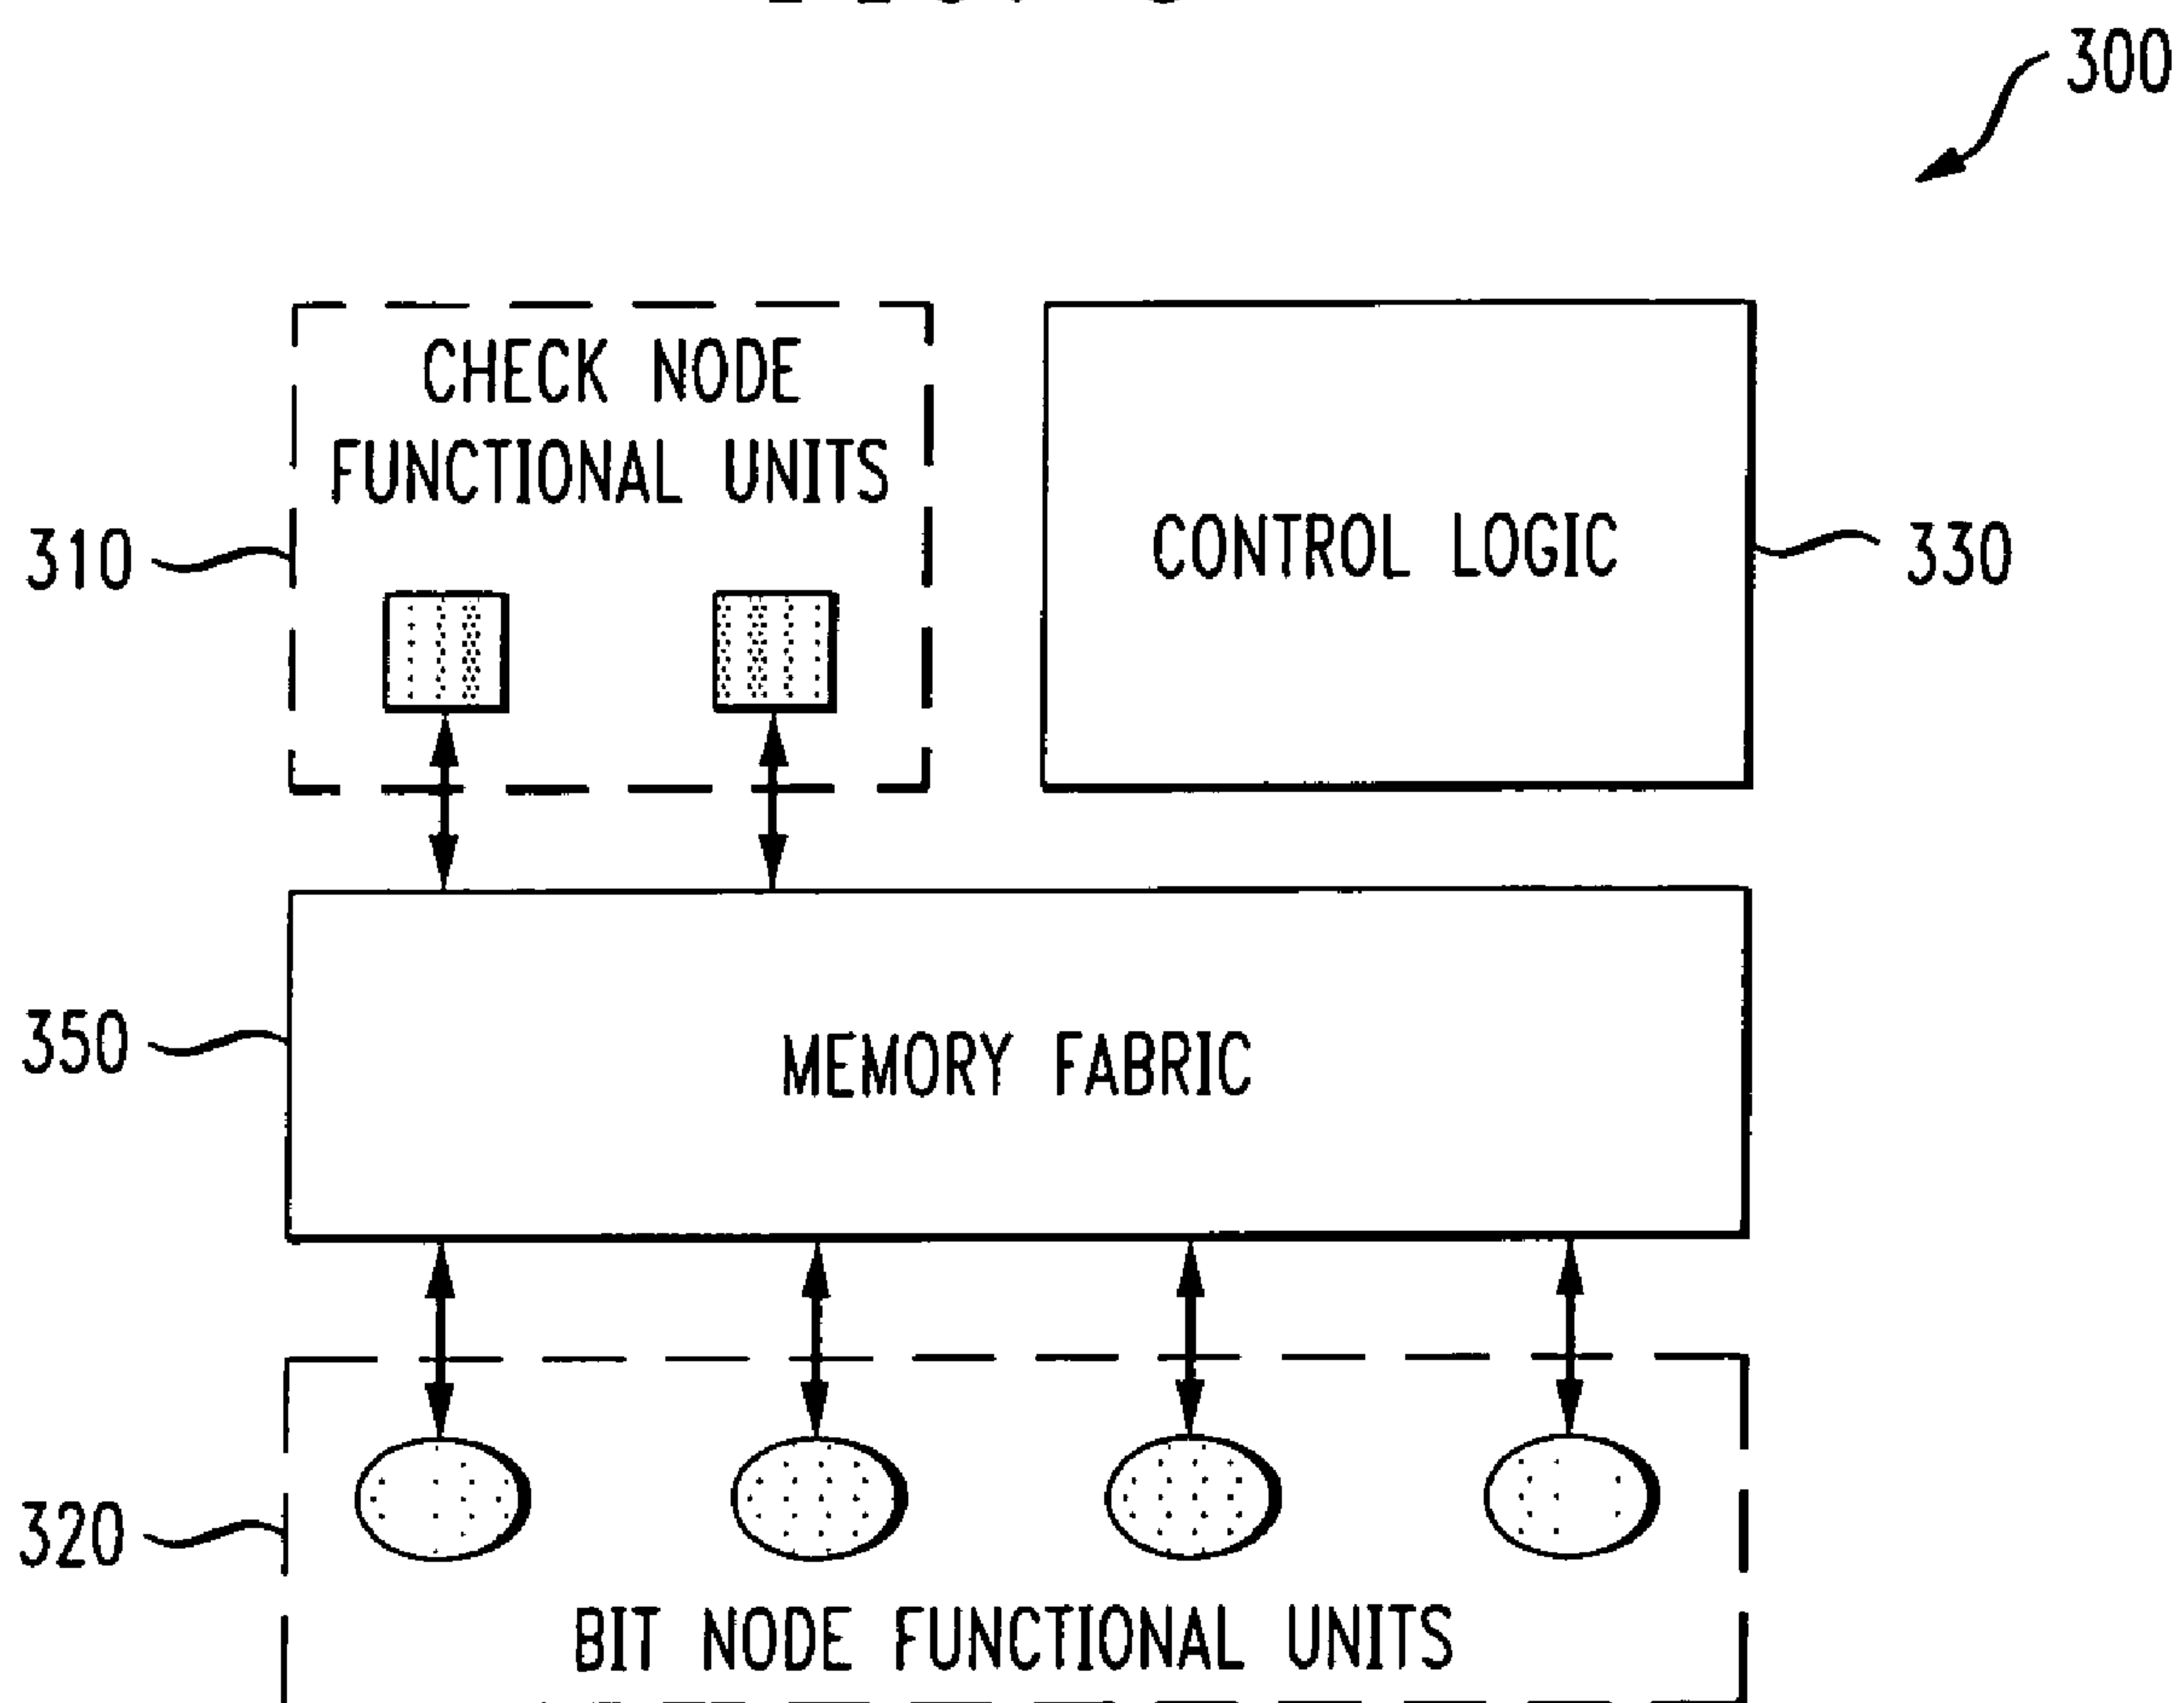 300
CHECK NODE
FUNCTIONAL UNITS
310
CONTROL LOGIC
330
350
MEMORY FABRIC
320
BIT NODE FUNCTIONAL UNITS